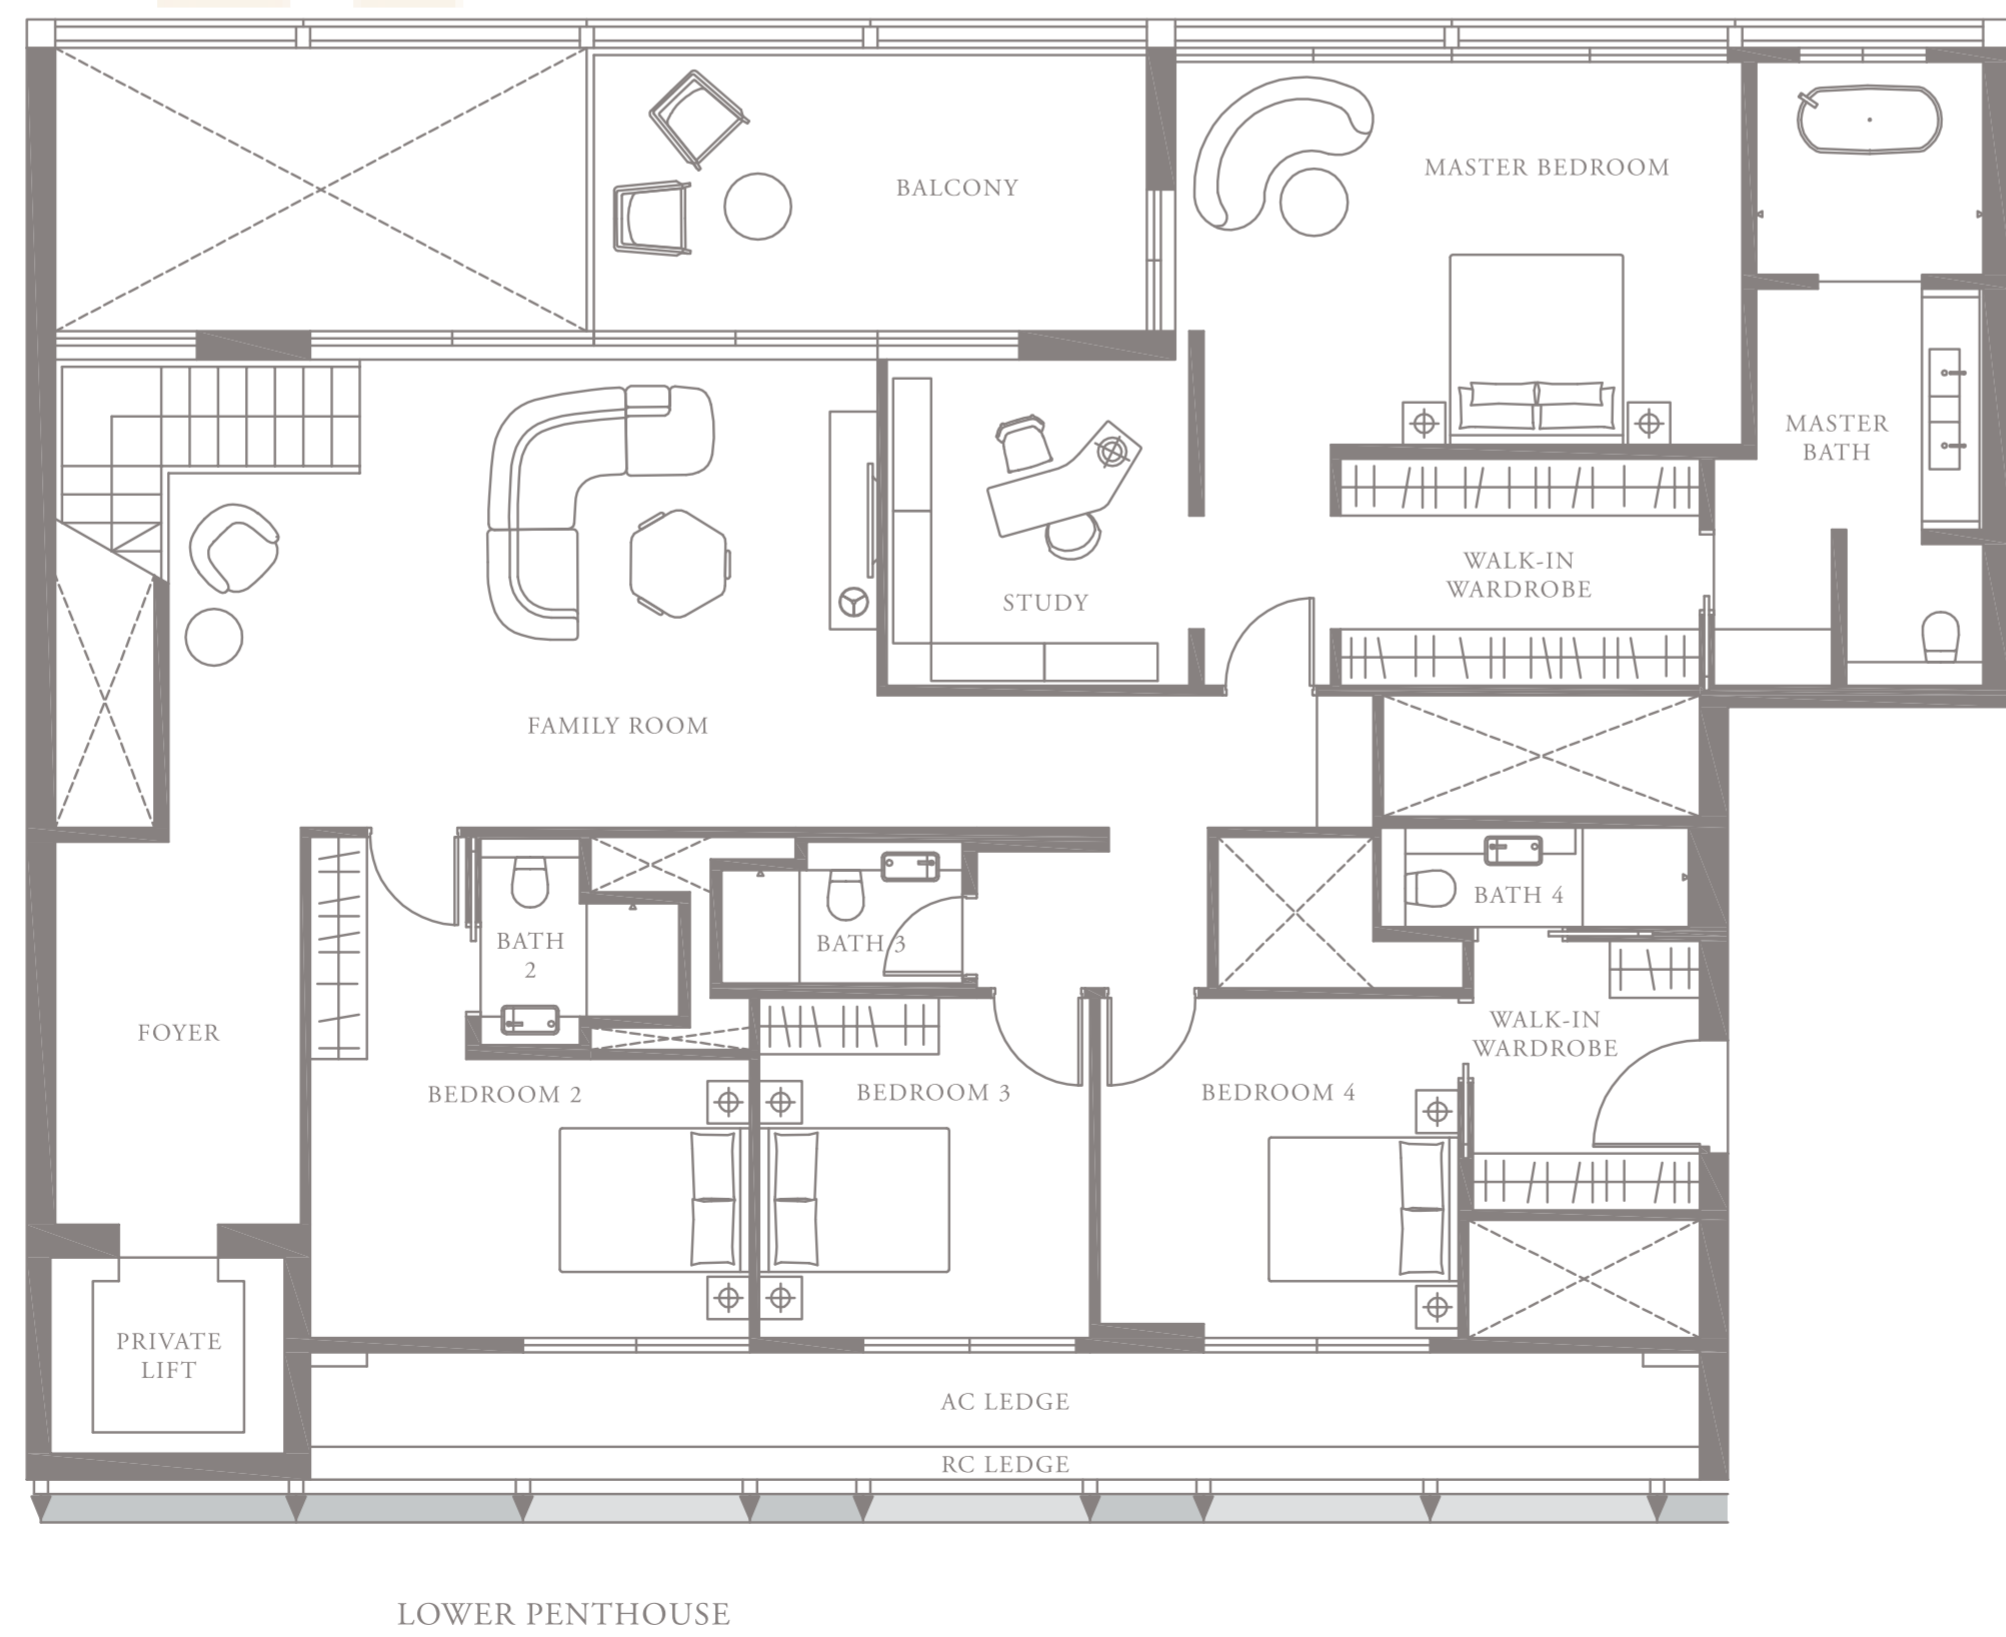 BALCONY
MASTER BEDROOM
MASTER
BATH
WALK-IN
WARDROBE
STUDY
FAMILY ROOM
BATH 4
BATH
2
BATH 3
FOYER
WALK-IN
WARDROBE
BEDROOM 2
BEDROOM 3
BEDROOM 4
PRIVATE
LIFT
AC LEDGE
RC LEDGE
LOWER PENTHOUSE